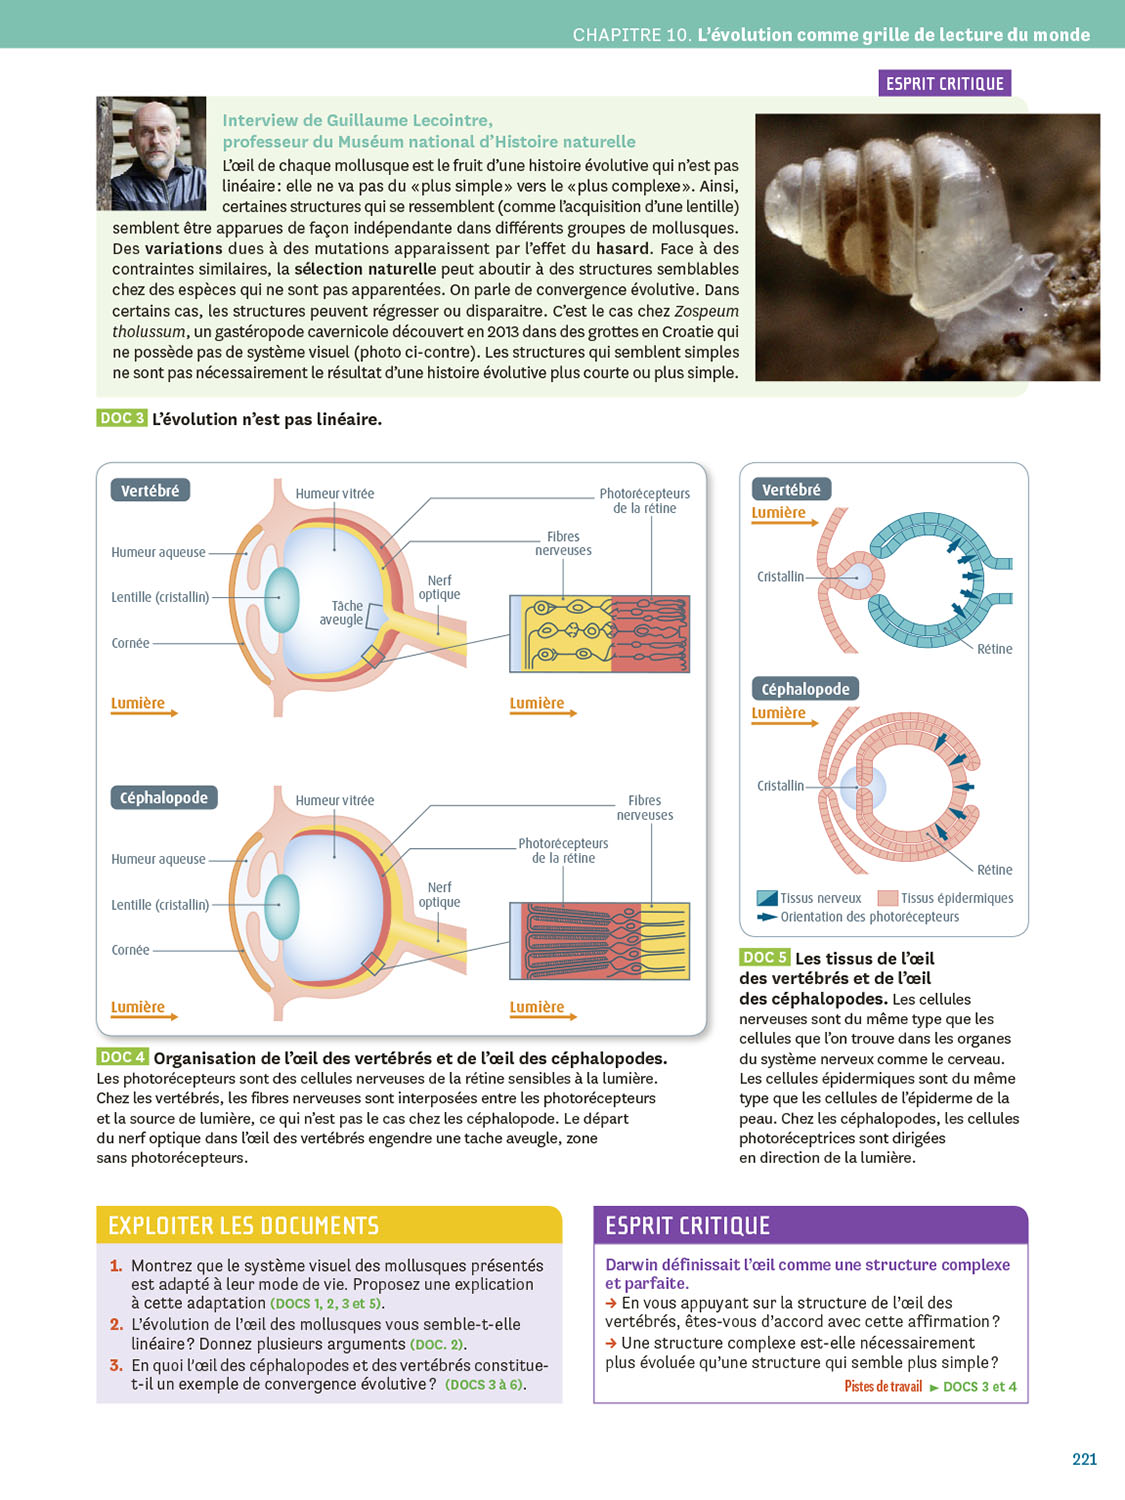 CHAPITRE 10. L'évolution comme grille de lecture du monde
ESPRIT CRITIQUE
Interview de Guillaume Lecointre,
professeur du Muséum national d'Histoire naturelle
L'œil de chaque mollusque est le fruit d'une histoire évolutive qui n'est pas
linéaire : elle ne va pas du « plus simple » vers le « plus complexe ». Ainsi,
certaines structures qui se ressemblent (comme l'acquisition d'une lentille)
semblent être apparues de façon indépendante dans différents groupes de mollusques.
Des variations dues à des mutations apparaissent par l'effet du hasard. Face à des
contraintes similaires, la sélection naturelle peut aboutir à des structures semblables
chez des espèces qui ne sont pas apparentées. On parle de convergence évolutive. Dans
certains cas, les structures peuvent régresser ou disparaitre. C'est le cas chez Zospeum
tholussum, un gastéropode cavernicole découvert en 2013 dans des grottes en Croatie qui
ne possède pas de système visuel (photo ci-contre). Les structures qui semblent simples
ne sont pas nécessairement le résultat d'une histoire évolutive plus courte ou plus simple.
DOC 3 L'évolution n'est pas linéaire.
Vertébré
Humeur vitrée
Photorécepteurs
de la rétine
Fibres
nerveuses
Humeur aqueuse
Nerf
optique
Lentille (cristallin)
Tâche
aveugle
Cornée
Lumière
Lumière
Céphalopode
Humeur vitrée
Fibres
nerveuses
Photorécepteurs
de la rétine
Humeur aqueuse
Nerf
optique
Lentille (cristallin)
Cornée
Lumière
Lumière
DOC 4 Organisation de l'œil des vertébrés et de l'œil des céphalopodes.
Les photorécepteurs sont des cellules nerveuses de la rétine sensibles à la lumière.
Chez les vertébrés, les fibres nerveuses sont interposées entre les photorécepteurs
et la source de lumière, ce qui n'est pas le cas chez les céphalopode. Le départ
du nerf optique dans l'œil des vertébrés engendre une tache aveugle, zone
sans photorécepteurs.
Vertébré
Lumière
Cristallin
Rétine
Céphalopode
Lumière
Cristallin
Rétine
Tissus nerveux
Tissus épidermiques
Orientation des photorécepteurs
DOC 5 Les tissus de l'œil
des vertébrés et de l'œil
des céphalopodes. Les cellules
nerveuses sont du même type que les
cellules que l'on trouve dans les organes
du système nerveux comme le cerveau.
Les cellules épidermiques sont du même
type que les cellules de l'épiderme de la
peau. Chez les céphalopodes, les cellules
photoréceptrices sont dirigées
en direction de la lumière.
EXPLOITER LES DOCUMENTS
1. Montrez que le système visuel des mollusques présentés
est adapté à leur mode de vie. Proposez une explication
à cette adaptation (DOCS 1, 2, 3 et 5).
2. L'évolution de l'œil des mollusques vous semble-t-elle
linéaire ? Donnez plusieurs arguments (DOC. 2).
3. En quoi l'œil des céphalopodes et des vertébrés constitue-
t-il un exemple de convergence évolutive ? (DOCS 3 à 6).
ESPRIT CRITIQUE
Darwin définissait l'œil comme une structure complexe
et parfaite.
→ En vous appuyant sur la structure de l'œil des
vertébrés, êtes-vous d'accord avec cette affirmation ?
→ Une structure complexe est-elle nécessairement
plus évoluée qu'une structure qui semble plus simple ?
Pistes de travail ► DOCS 3 et 4
221